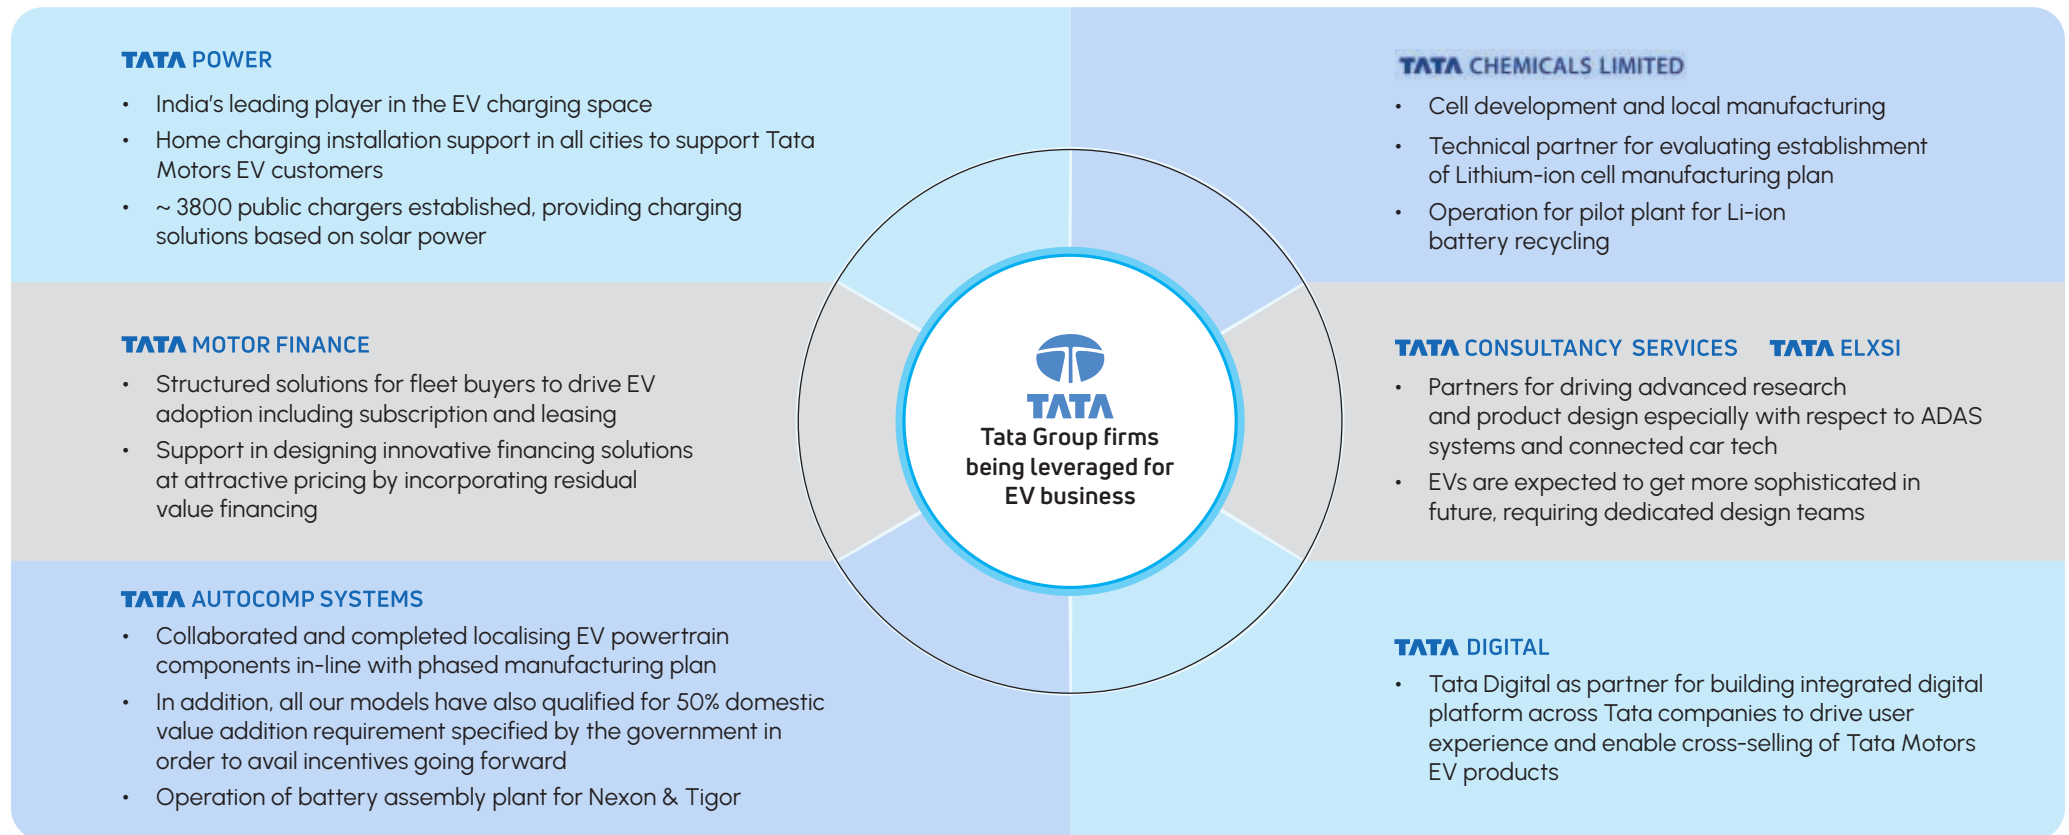 TATA POWER
• India's leading player in the EV charging space
• Home charging installation support in all cities to support Tata
Motors EV customers
• ~ 3800 public chargers established, providing charging
solutions based on solar power
TATA MOTOR FINANCE
• Structured solutions for fleet buyers to drive EV
adoption including subscription and leasing
• Support in designing innovative financing solutions
at attractive pricing by incorporating residual
value financing
TATA AUTOCOMP SYSTEMS
• Collaborated and completed localising EV powertrain
components in-line with phased manufacturing plan
• In addition, all our models have also qualified for 50% domestic
value addition requirement specified by the government in
order to avail incentives going forward
• Operation of battery assembly plant for Nexon & Tigor
TATA
Tata Group firms
being leveraged for
EV business
TATA CHEMICALS LIMITED
• Cell development and local manufacturing
• Technical partner for evaluating establishment
of Lithium-ion cell manufacturing plan
• Operation for pilot plant for Li-ion
battery recycling
TATA CONSULTANCY SERVICES TATA ELXSI
• Partners for driving advanced research
and product design especially with respect to ADAS
systems and connected car tech
• EVs are expected to get more sophisticated in
future, requiring dedicated design teams
TATA DIGITAL
• Tata Digital as partner for building integrated digital
platform across Tata companies to drive user
experience and enable cross-selling of Tata Motors
EV products